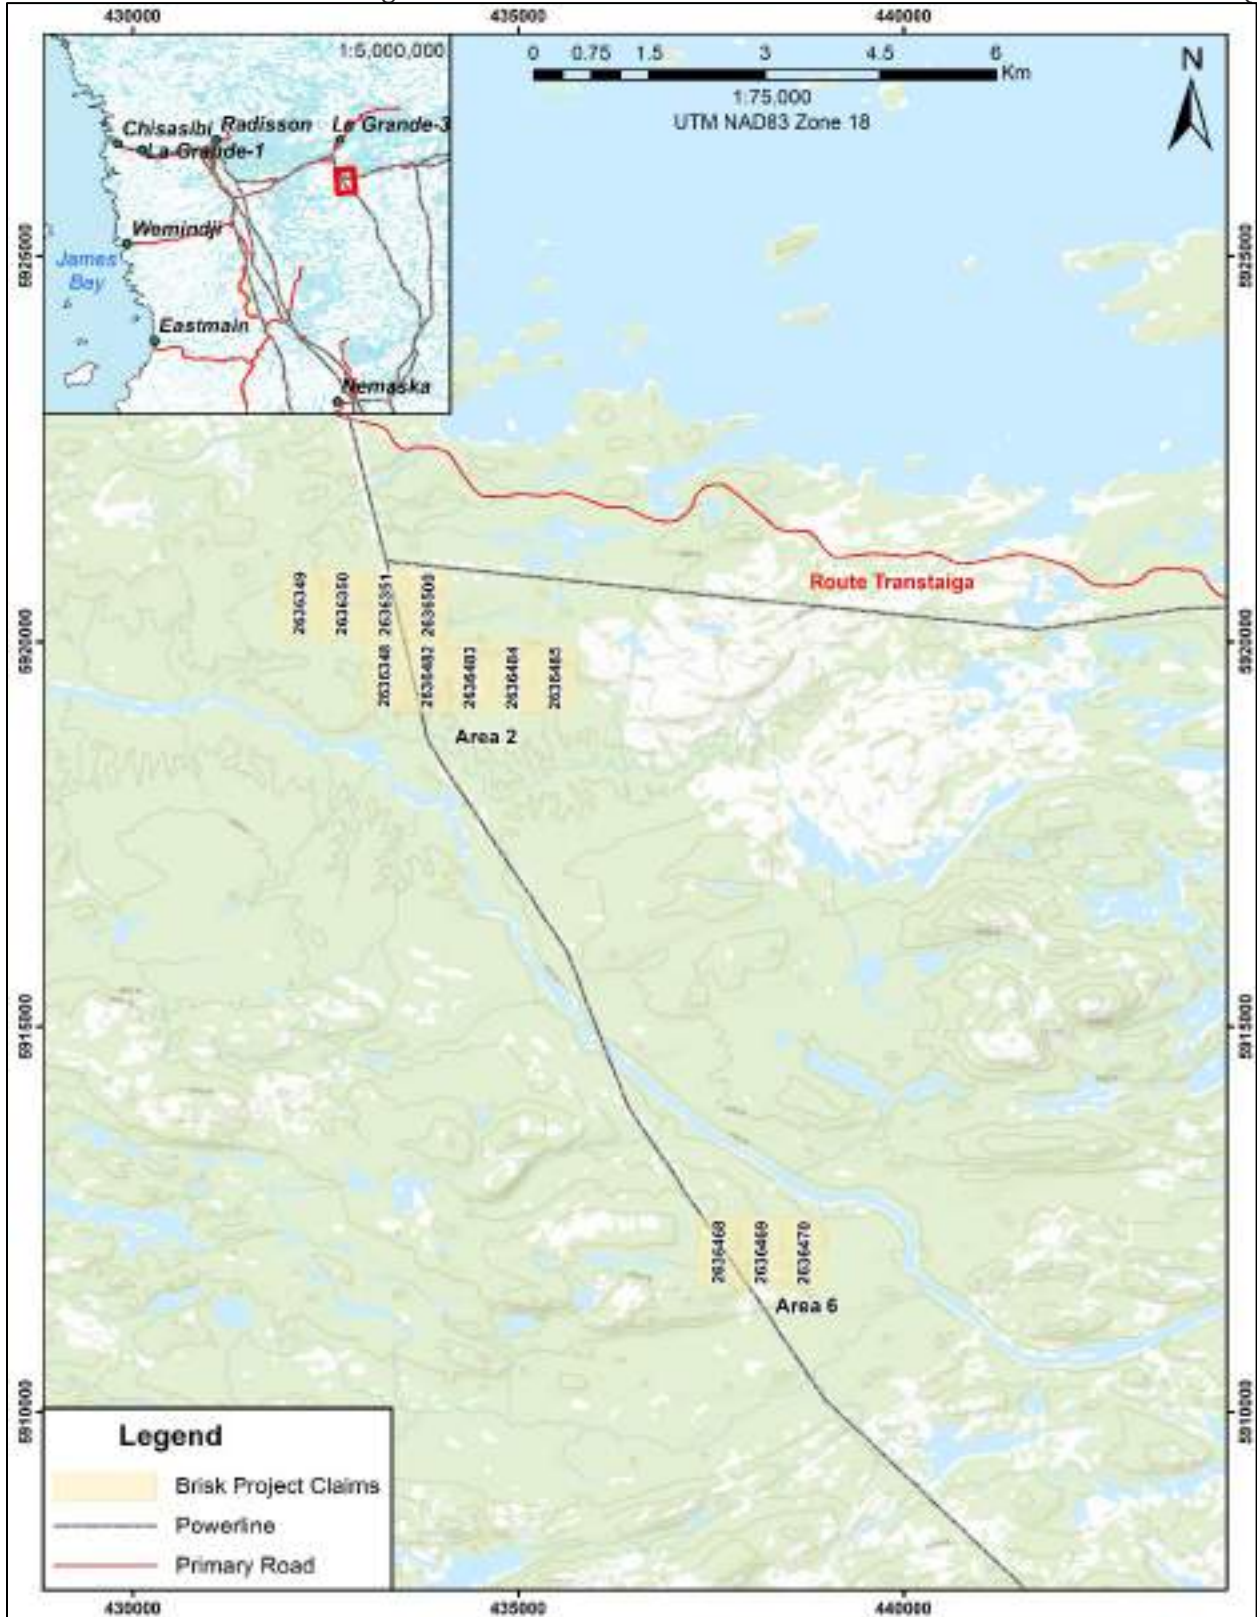 430000 435000 440000
1:5,000,000
Chisasibi
Radisson
La Grande-3
La Grande-1
Wemindji
James
Bay
Eastmain
Nemaska
0 0.75 1.5 3 4.5 6
Km
1:75,000
UTM NAD83 Zone 18
N
5925000
5925000
Route Transtaiga
2636349
2636350
2636351
2636509
5920000
5920000
2636348
2636482
2636483
2636484
2636485
Area 2
5915000
5915000
2636468
2636469
2636470
Area 6
5910000
5910000
Legend
Brisk Project Claims
Powerline
Primary Road
430000 435000 440000